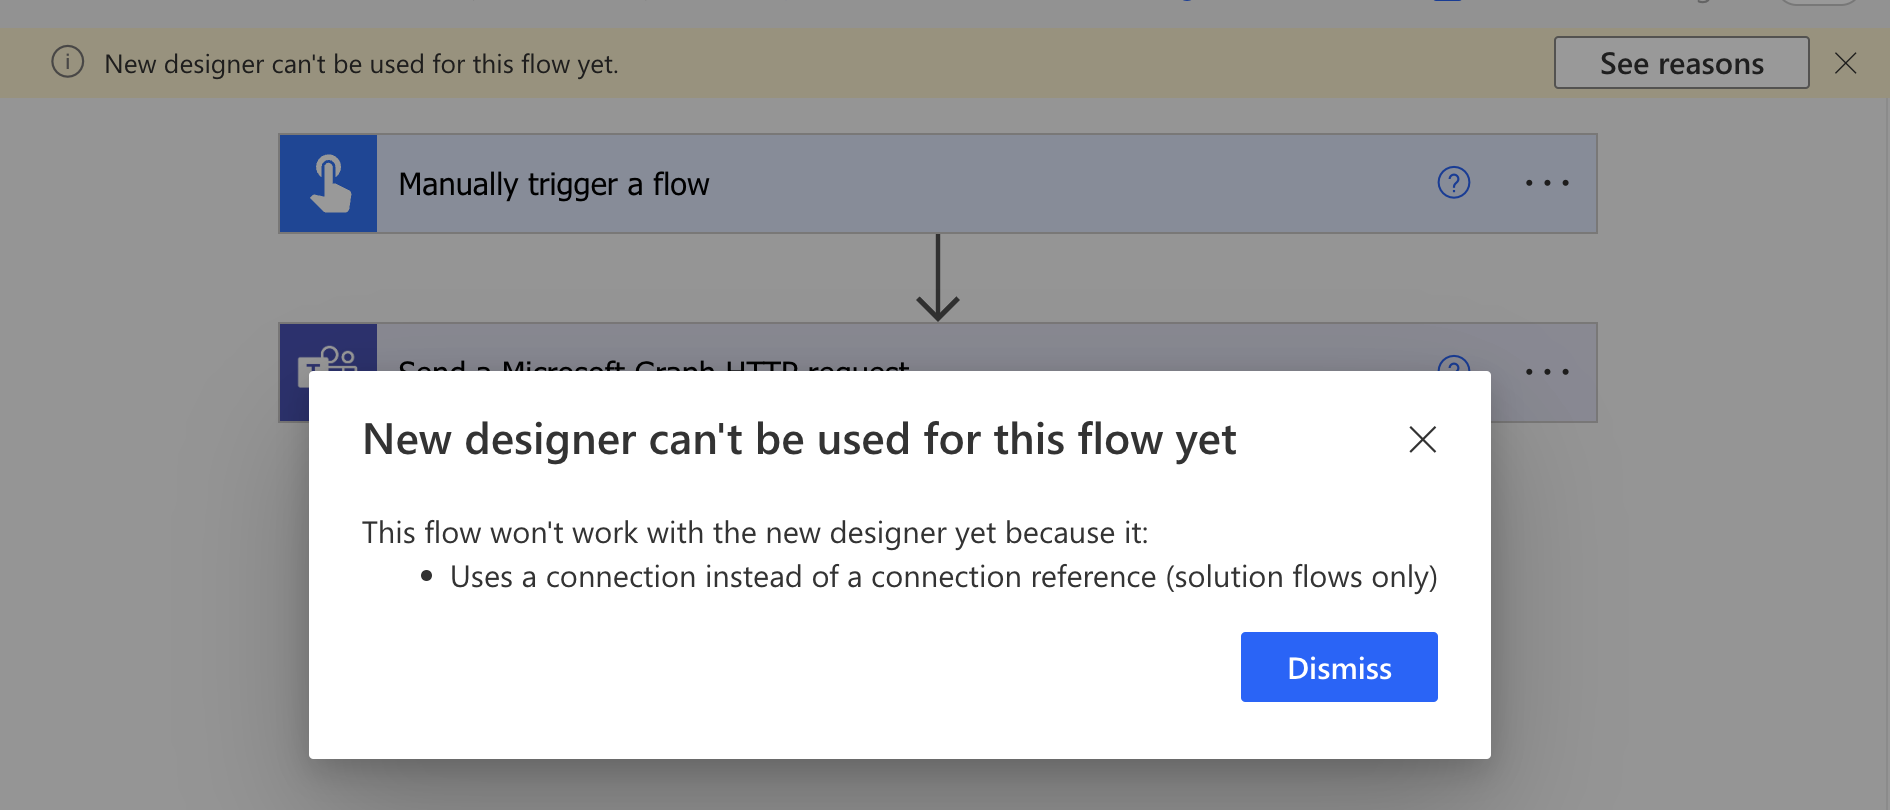 New designer can't be used for this flow yet.
See reasons
Manually trigger a flow
Send a Microsoft Graph HTTP request
New designer can't be used for this flow yet
This flow won't work with the new designer yet because it:
• Uses a connection instead of a connection reference (solution flows only)
Dismiss